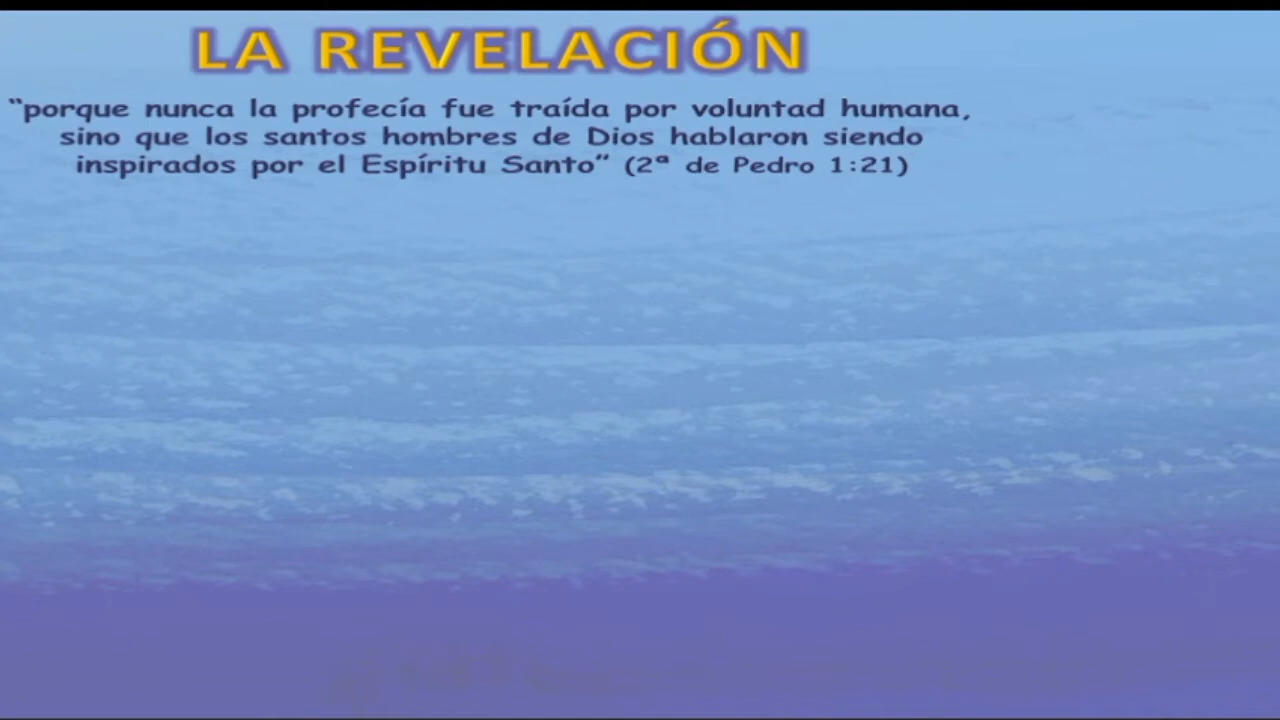 LA REVELACIÓN
“porque nunca la profecía fue traída por voluntad humana,
sino que los santos hombres de Dios hablaron siendo
inspirados por el Espíritu Santo” (2ª de Pedro 1:21)